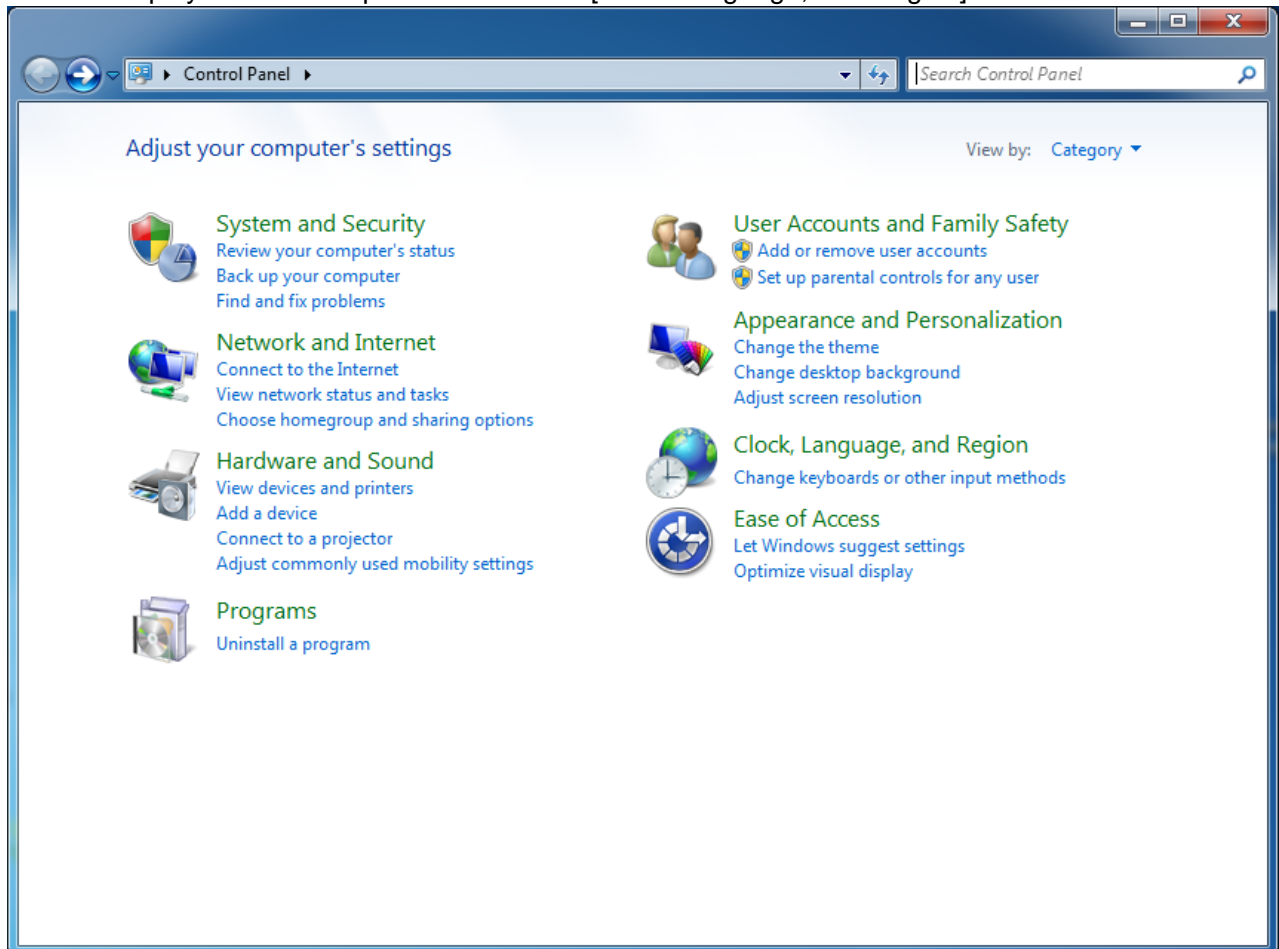 Control Panel
Search Control Panel
Adjust your computer's settings
View by: Category
System and Security
Review your computer's status
Back up your computer
Find and fix problems
Network and Internet
Connect to the Internet
View network status and tasks
Choose homegroup and sharing options
Hardware and Sound
View devices and printers
Add a device
Connect to a projector
Adjust commonly used mobility settings
Programs
Uninstall a program
User Accounts and Family Safety
Add or remove user accounts
Set up parental controls for any user
Appearance and Personalization
Change the theme
Change desktop background
Adjust screen resolution
Clock, Language, and Region
Change keyboards or other input methods
Ease of Access
Let Windows suggest settings
Optimize visual display